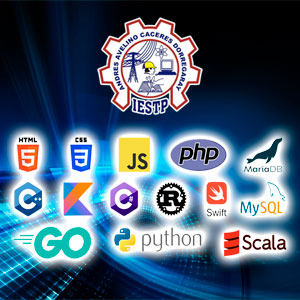 ANDRES AVELINO CACERES DORREGARAY
IESTP
HTML CSS
5 3 JS php MariaDB
C++ C# R Swift MySQL
GO python Scala